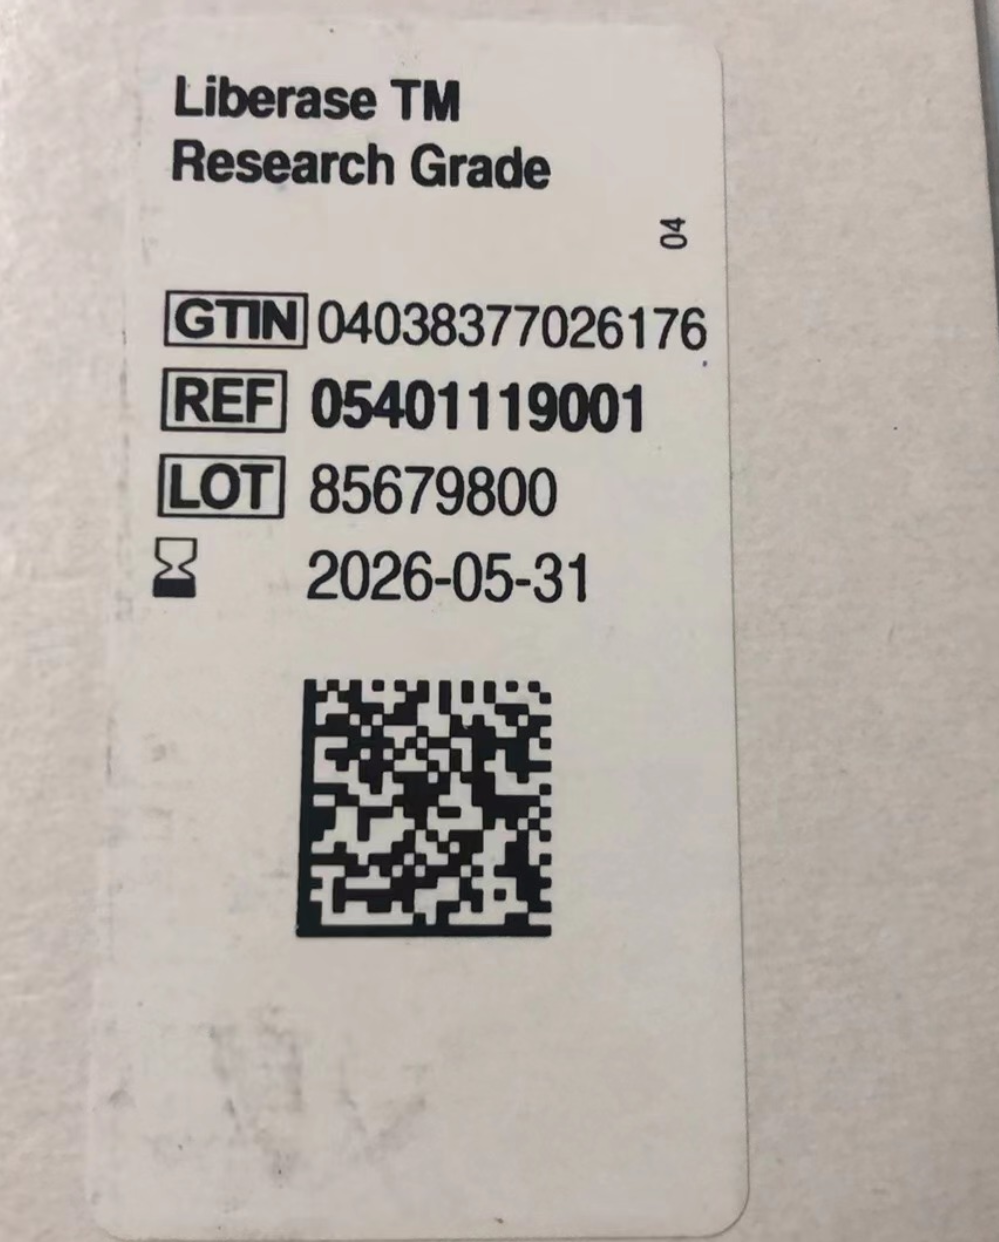 Liberase TM
Research Grade
04
GTIN 04038377026176
REF 05401119001
LOT 85679800
2026-05-31